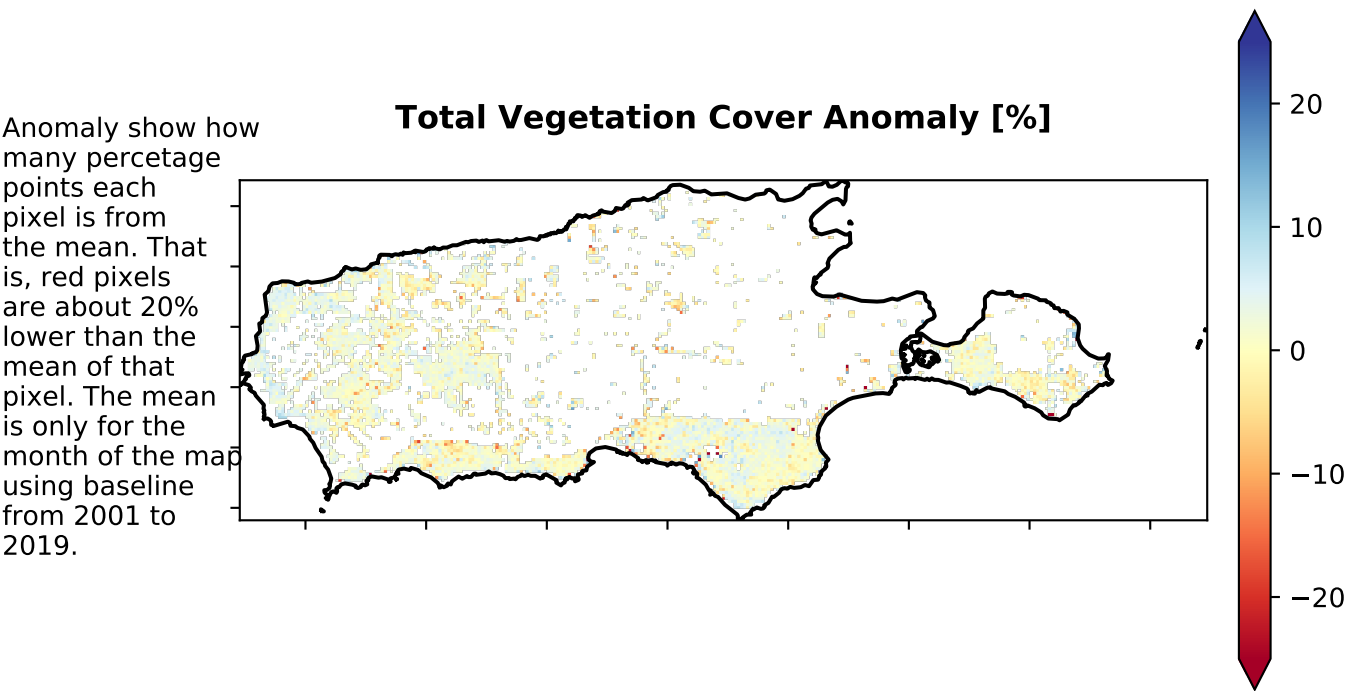 Total Vegetation Cover Anomaly [%]
Anomaly show how
many percetage
points each
pixel is from
the mean. That
is, red pixels
are about 20%
lower than the
mean of that
pixel. The mean
is only for the
month of the map
using baseline
from 2001 to
2019.
20
10
0
−10
−20